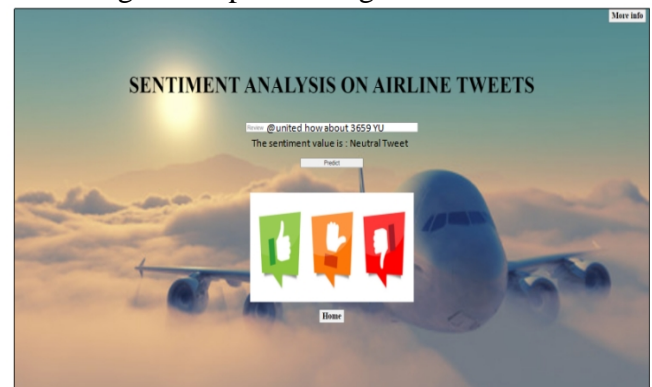 More info
SENTIMENT ANALYSIS ON AIRLINE TWEETS
Review @united how about 3659 YU
The sentiment value is : Neutral Tweet
Predict
Home